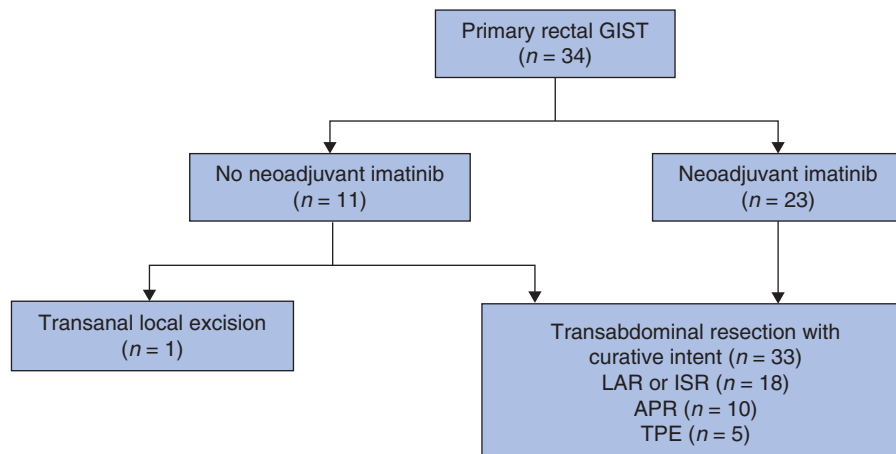 Primary rectal GIST
(n = 34)
No neoadjuvant imatinib
(n = 11)
Neoadjuvant imatinib
(n = 23)
Transanal local excision
(n = 1)
Transabdominal resection with
curative intent (n = 33)
LAR or ISR (n = 18)
APR (n = 10)
TPE (n = 5)